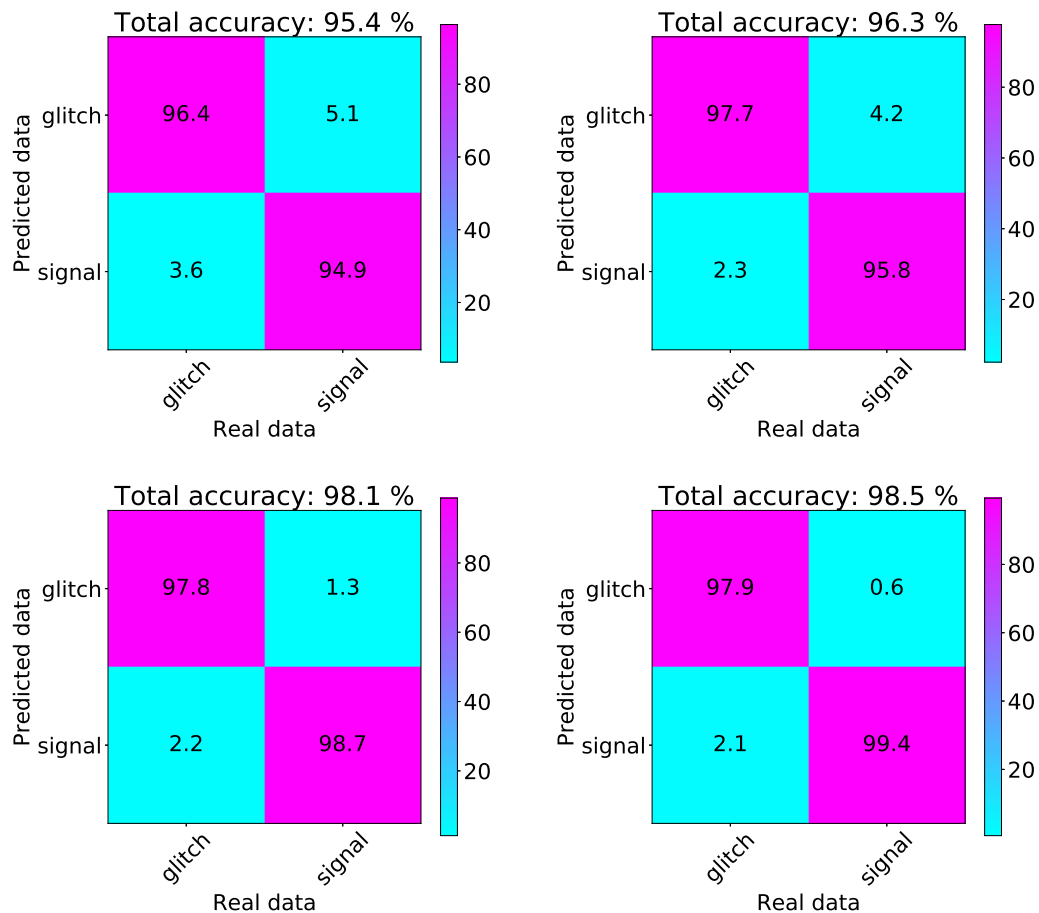 Total accuracy: 95.4 %
Predicted data
glitch
signal
96.4
5.1
3.6
94.9
glitch
signal
Real data
80
60
40
20
Total accuracy: 96.3 %
Predicted data
glitch
signal
97.7
4.2
2.3
95.8
glitch
signal
Real data
80
60
40
20
Total accuracy: 98.1 %
Predicted data
glitch
signal
97.8
1.3
2.2
98.7
glitch
signal
Real data
80
60
40
20
Total accuracy: 98.5 %
Predicted data
glitch
signal
97.9
0.6
2.1
99.4
glitch
signal
Real data
80
60
40
20